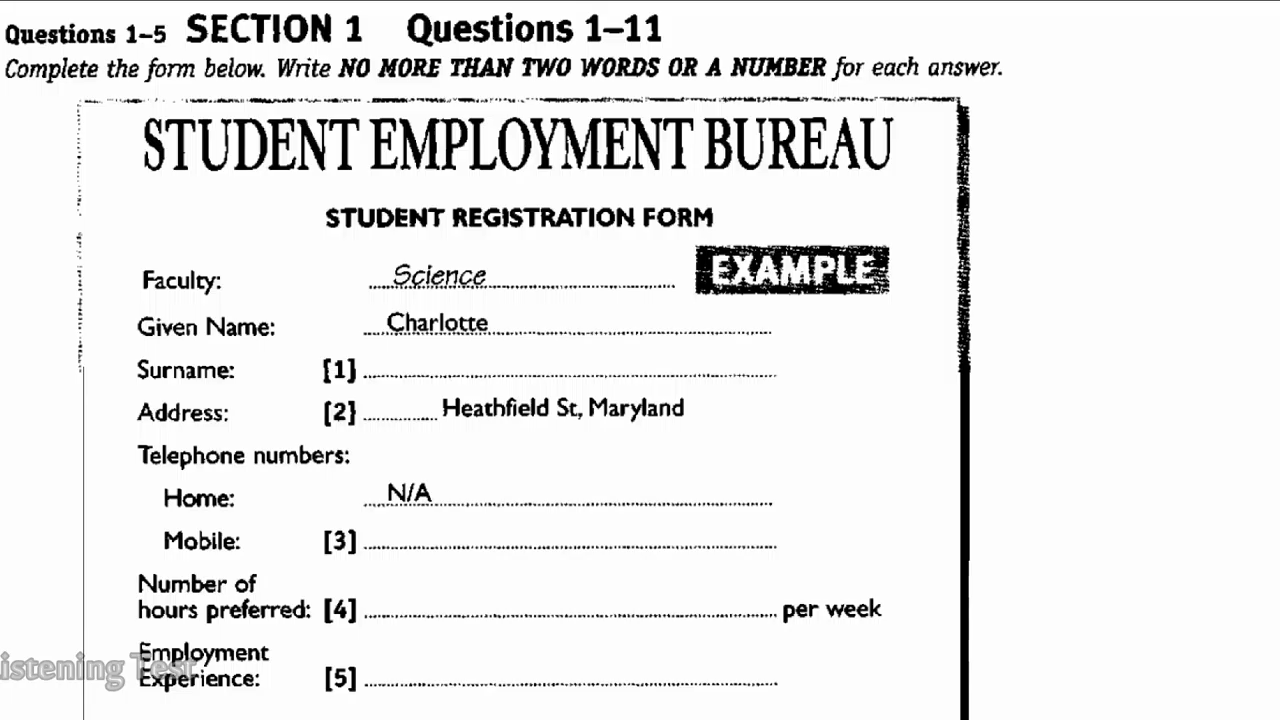 Questions 1–5 SECTION 1 Questions 1–11
Complete the form below. Write NO MORE THAN TWO WORDS OR A NUMBER for each answer.
STUDENT EMPLOYMENT BUREAU
STUDENT REGISTRATION FORM
Faculty: Science EXAMPLE
Given Name: Charlotte
Surname: [1]
Address: [2] Heathfield St, Maryland
Telephone numbers:
Home: N/A
Mobile: [3]
Number of
hours preferred: [4] per week
Employment
Experience: [5]
istening Test